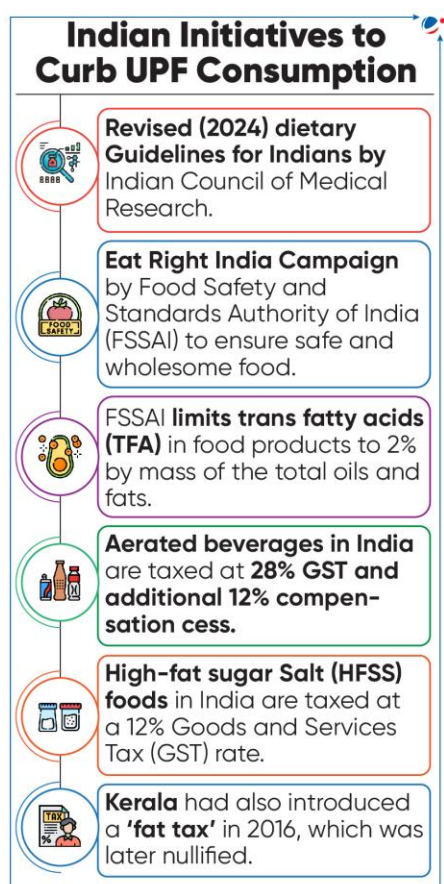 Indian Initiatives to
Curb UPF Consumption
Revised (2024) dietary
Guidelines for Indians by
Indian Council of Medical
Research.
Eat Right India Campaign
by Food Safety and
Standards Authority of India
(FSSAI) to ensure safe and
wholesome food.
FOOD
SAFETY
FSSAI limits trans fatty acids
(TFA) in food products to 2%
by mass of the total oils and
fats.
Aerated beverages in India
are taxed at 28% GST and
additional 12% compen-
sation cess.
High-fat sugar Salt (HFSS)
foods in India are taxed at
a 12% Goods and Services
Tax (GST) rate.
TAX
%
Kerala had also introduced
a ‘fat tax’ in 2016, which was
later nullified.